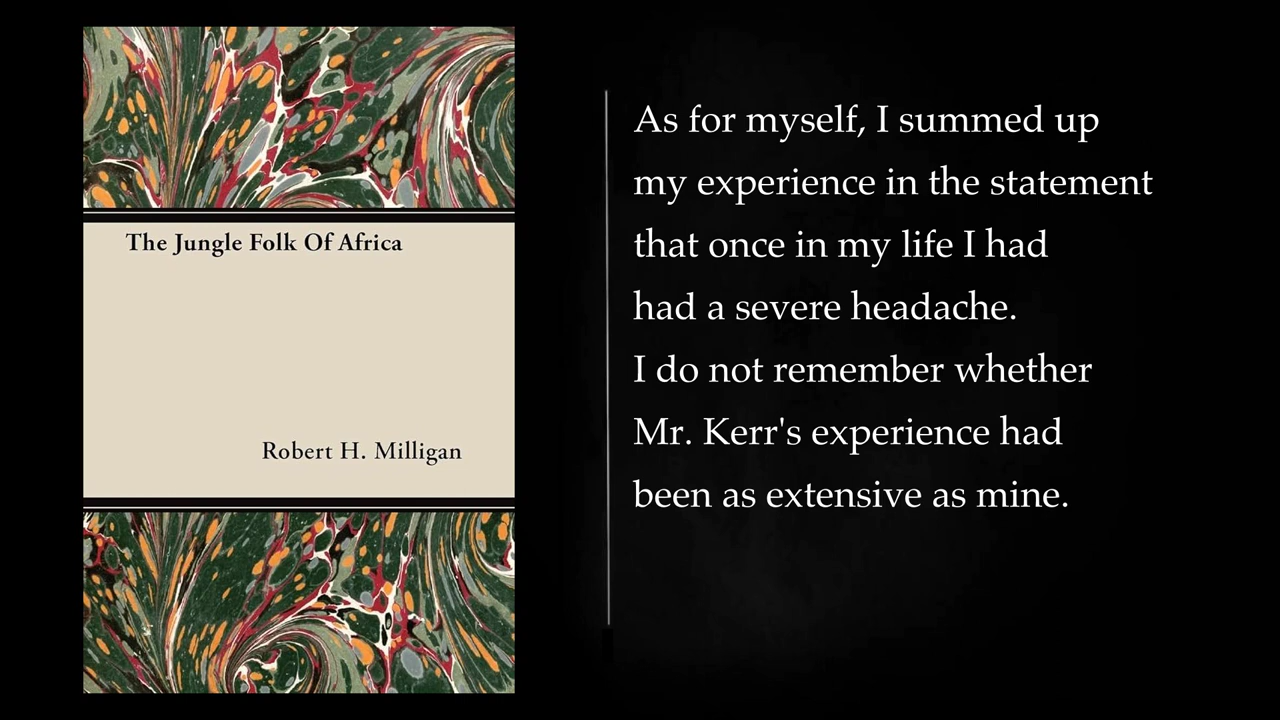 The Jungle Folk Of Africa
Robert H. Milligan
As for myself, I summed up
my experience in the statement
that once in my life I had
had a severe headache.
I do not remember whether
Mr. Kerr's experience had
been as extensive as mine.